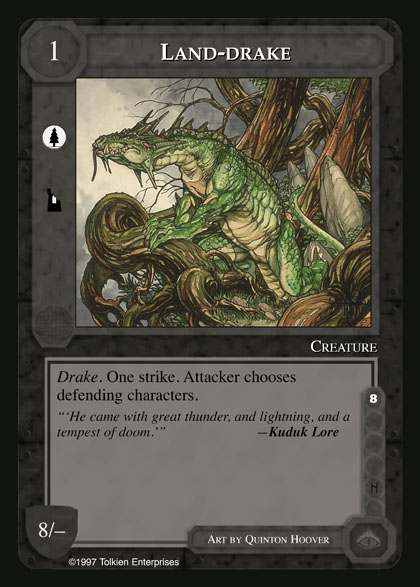 1
LAND-DRAKE
CREATURE
Drake. One strike. Attacker chooses
defending characters.
“‘He came with great thunder, and lightning, and a
tempest of doom.’” —Kuduk Lore
8
8/–
ART BY QUINTON HOOVER
©1997 Tolkien Enterprises